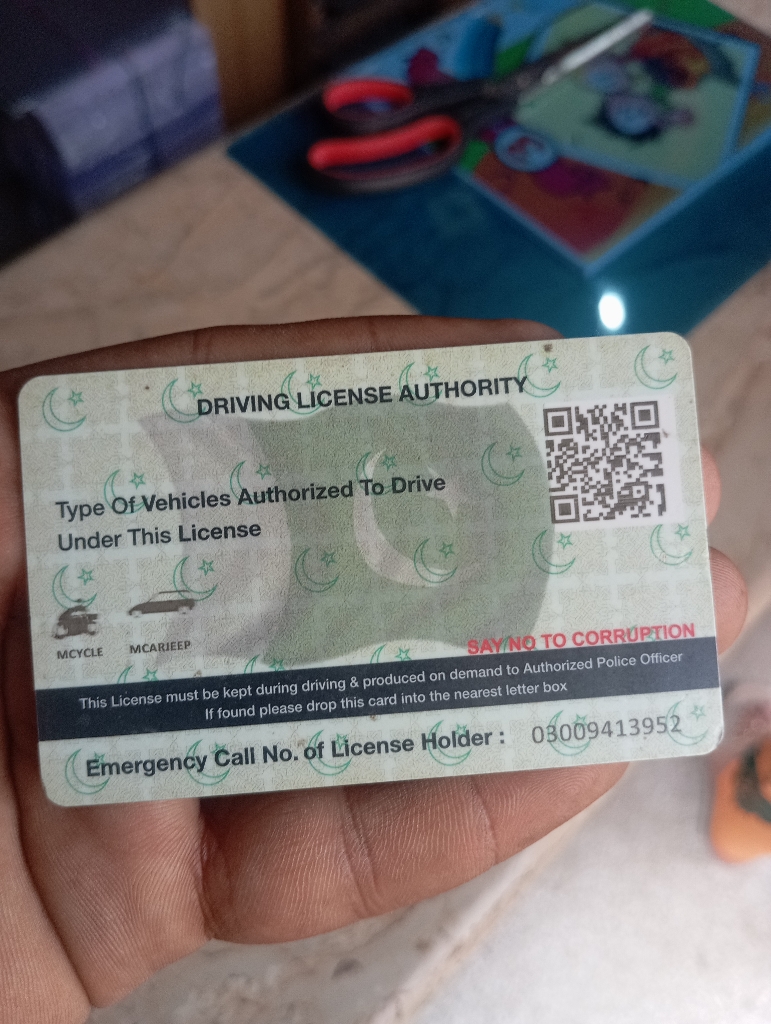 DRIVING LICENSE AUTHORITY
Type Of Vehicles Authorized To Drive
Under This License
MCYCLE MCARJEEP
SAY NO TO CORRUPTION
This License must be kept during driving & produced on demand to Authorized Police Officer
If found please drop this card into the nearest letter box
Emergency Call No. of License Holder : 03009413952